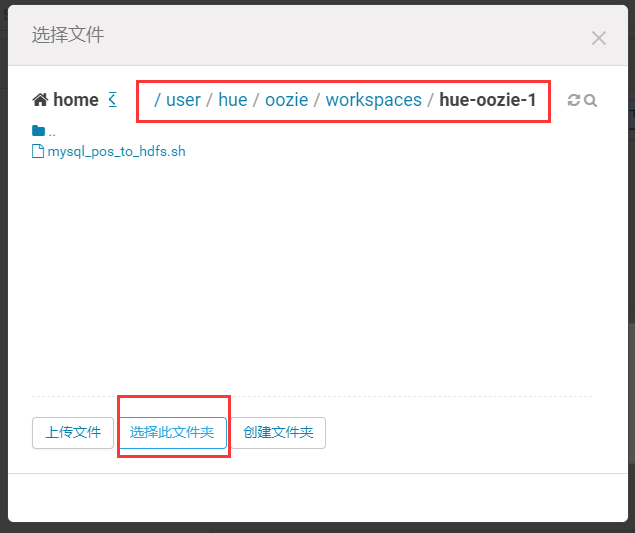 选择文件
home / user / hue / oozie / workspaces / hue-oozie-1
..
mysql_pos_to_hdfs.sh
上传文件 选择此文件夹 创建文件夹